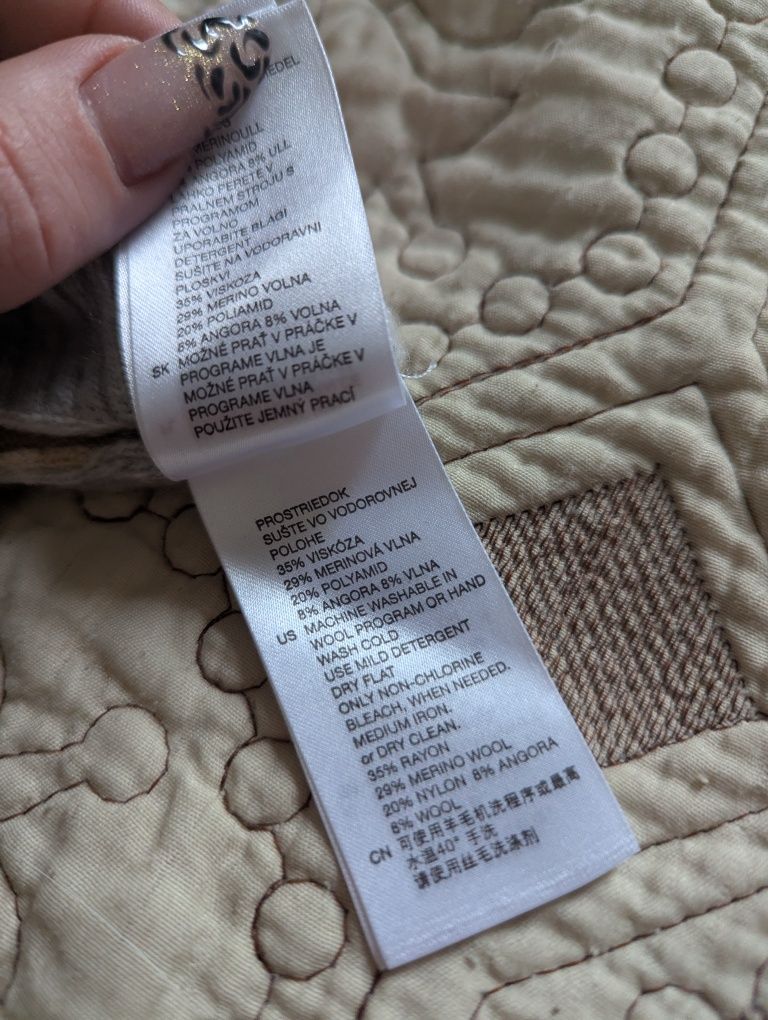 MERINOULL
POLYAMID
ANGORA 8% ULL
PERETE V
PRALNEM STROJU S
PROGRAMOM
ZA VOLNO
UPORABITE BLAGI
DETERGENT
SUŠITE NA VODORAVNI
PLOSKVI
35% VISKOZA
29% MERINO VOLNA
20% POLIAMID
8% ANGORA 8% VOLNA
SK MOŽNÉ PRAŤ V PRÁČKE V
PROGRAME VLNA JE
MOŽNÉ PRAŤ V PRÁČKE V
PROGRAME VLNA
POUŽITE JEMNÝ PRACÍ
PROSTRIEDOK
SUŠTE VO VODOROVNEJ
POLOHE
35% VISKÓZA
29% MERINOVÁ VLNA
20% POLYAMID
8% ANGORA 8% VLNA
US MACHINE WASHABLE IN
WOOL PROGRAM OR HAND
WASH COLD
USE MILD DETERGENT
DRY FLAT
ONLY NON-CHLORINE
BLEACH, WHEN NEEDED.
MEDIUM IRON.
or DRY CLEAN.
35% RAYON
29% MERINO WOOL
20% NYLON 8% ANGORA
8% WOOL
CN 可使用羊毛机洗程序或最高
水温40° 手洗
请使用丝毛洗涤剂